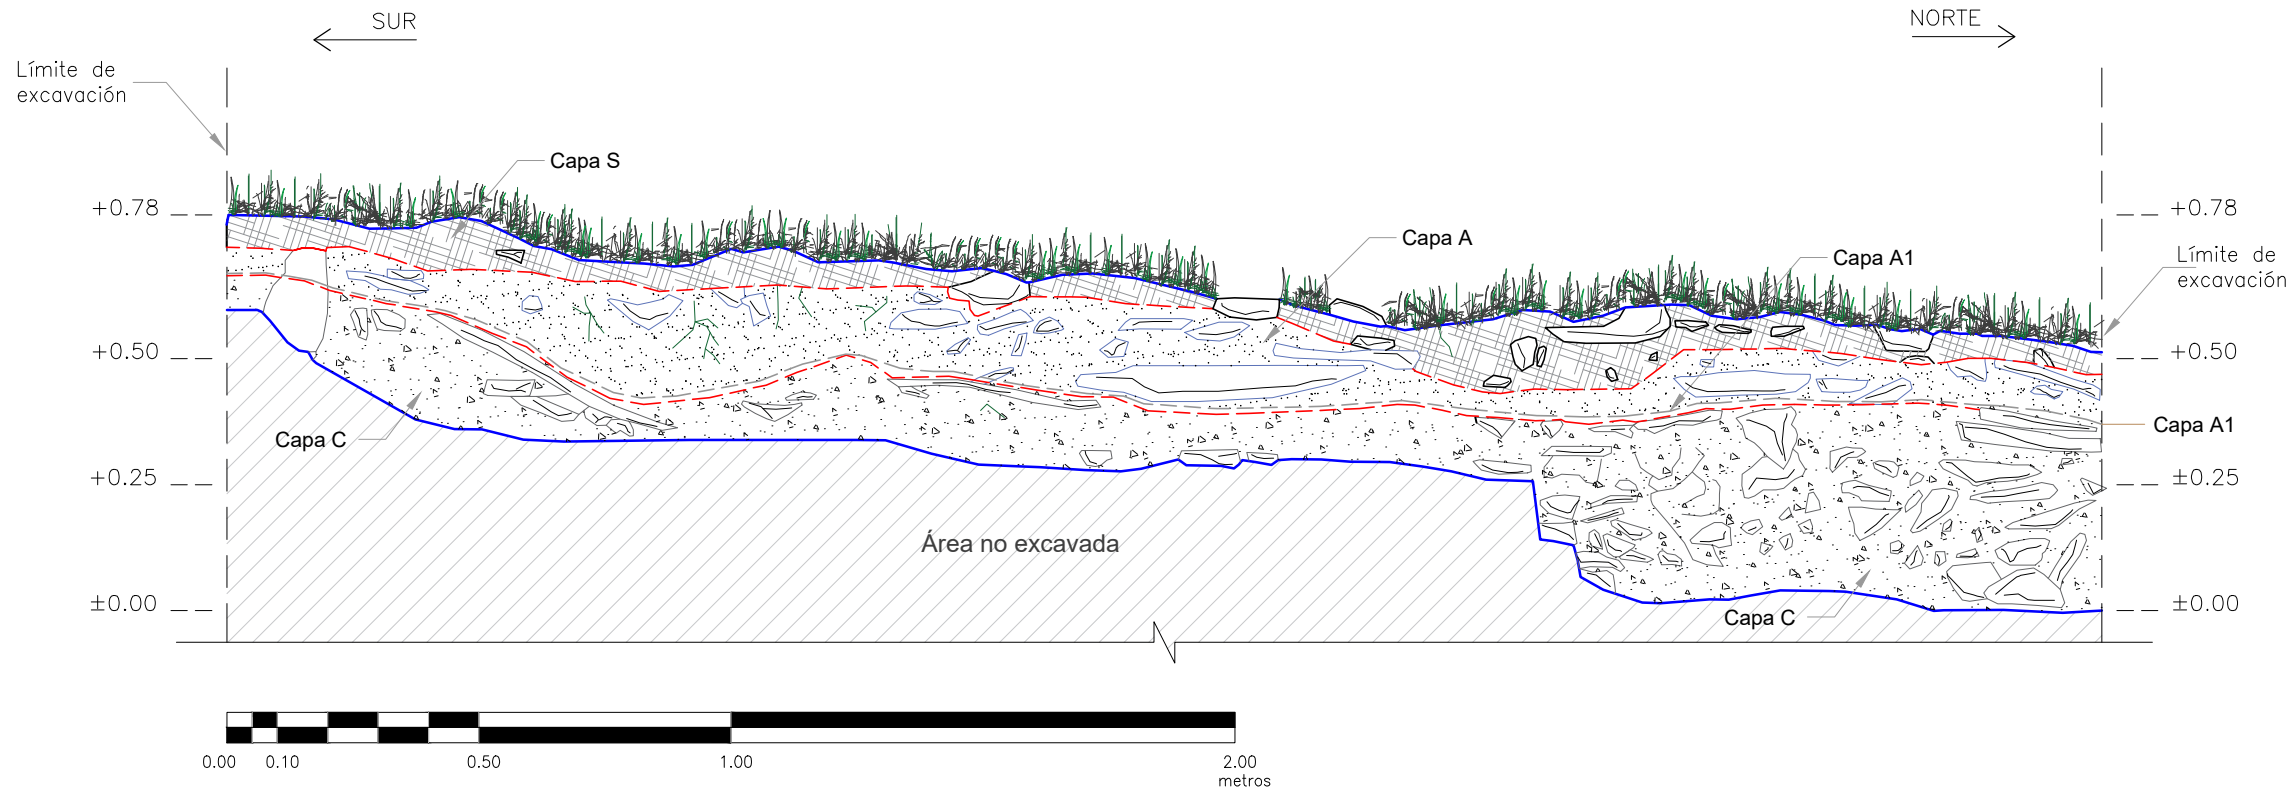 SUR
NORTE
Límite de
excavación
Capa S
+0.78
+0.78
Capa A
Capa A1
Límite de
excavación
+0.50
+0.50
Capa C
Capa A1
+0.25
±0.25
Área no excavada
±0.00
±0.00
Capa C
0.00
0.10
0.50
1.00
2.00
metros